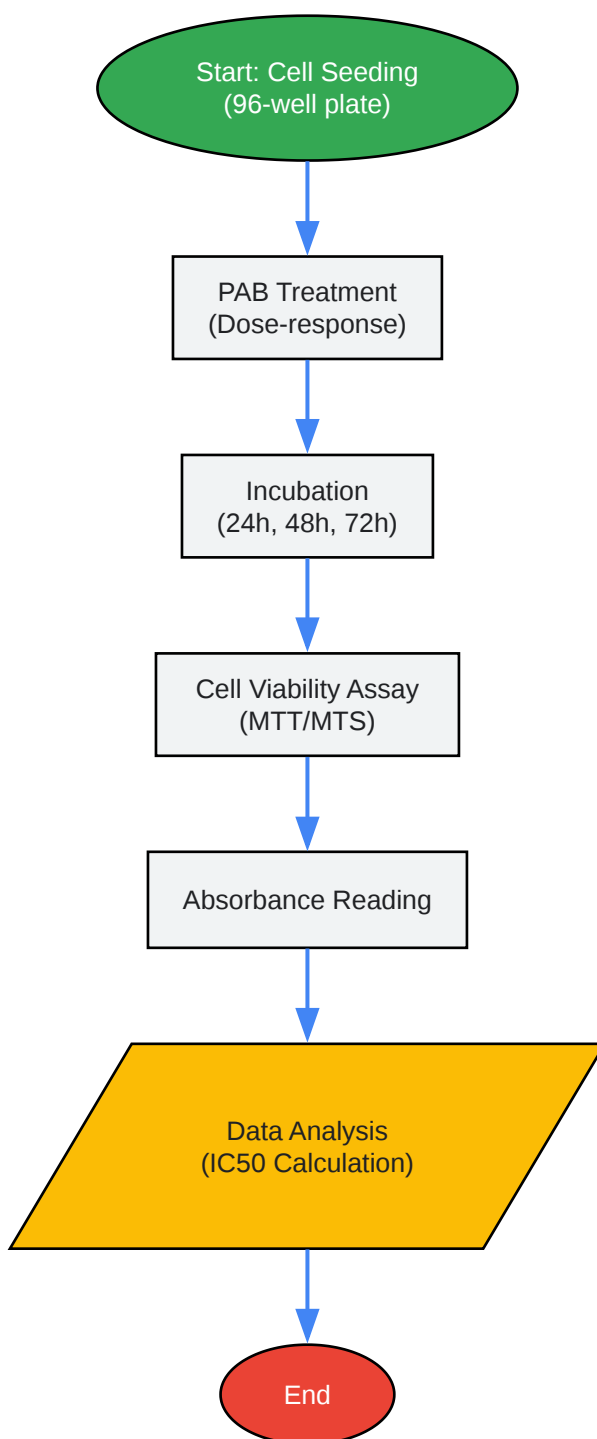 Start: Cell Seeding
(96-well plate)
PAB Treatment
(Dose-response)
Incubation
(24h, 48h, 72h)
Cell Viability Assay
(MTT/MTS)
Absorbance Reading
Data Analysis
(IC50 Calculation)
End